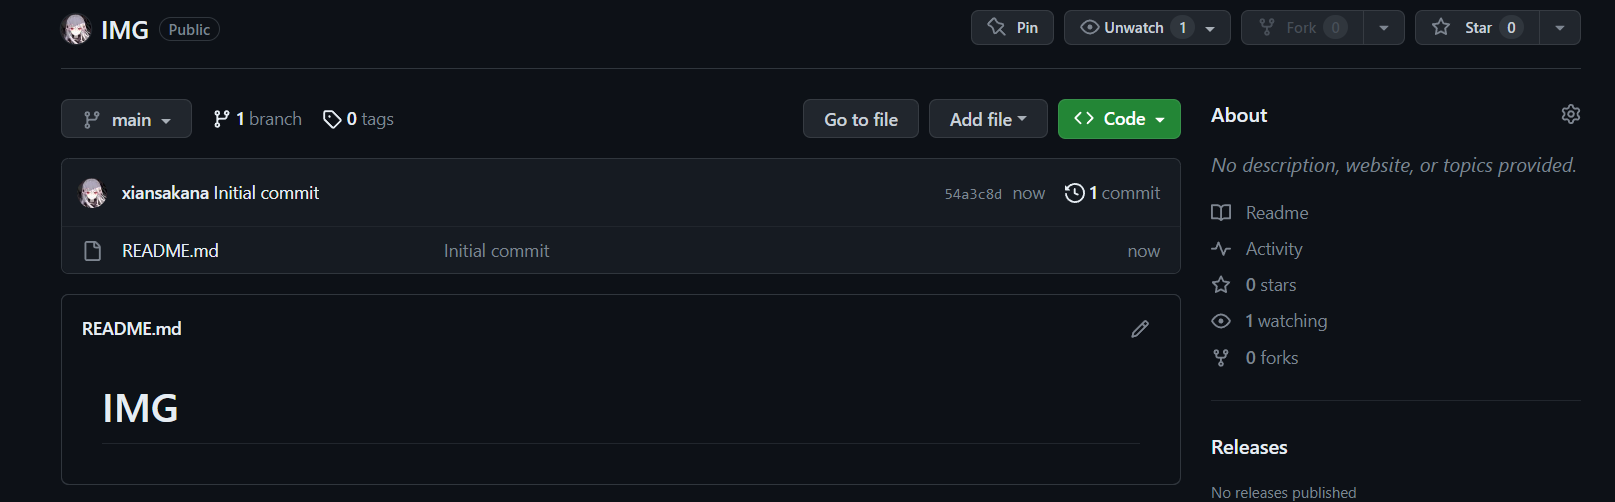 IMG Public Pin Unwatch 1 Fork 0 Star 0
main 1 branch 0 tags Go to file Add file Code
xiansakana Initial commit 54a3c8d now 1 commit
README.md Initial commit now
README.md
IMG
About
No description, website, or topics provided.
Readme
Activity
0 stars
1 watching
0 forks
Releases
No releases published